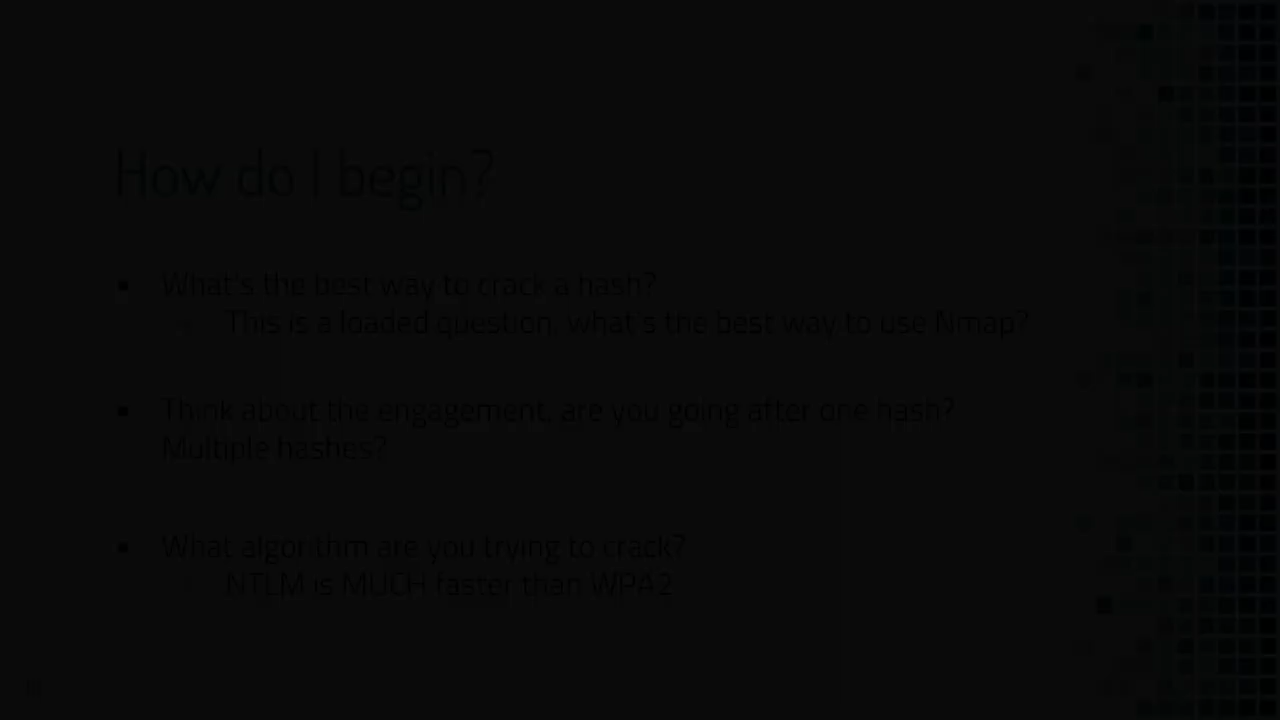 How do I begin?
What's the best way to crack a hash?
This is a loaded question, what's the best way to use Nmap?
Think about the engagement, are you going after one hash?
Multiple hashes?
What algorithm are you trying to crack?
NTLM is MUCH faster than WPA2